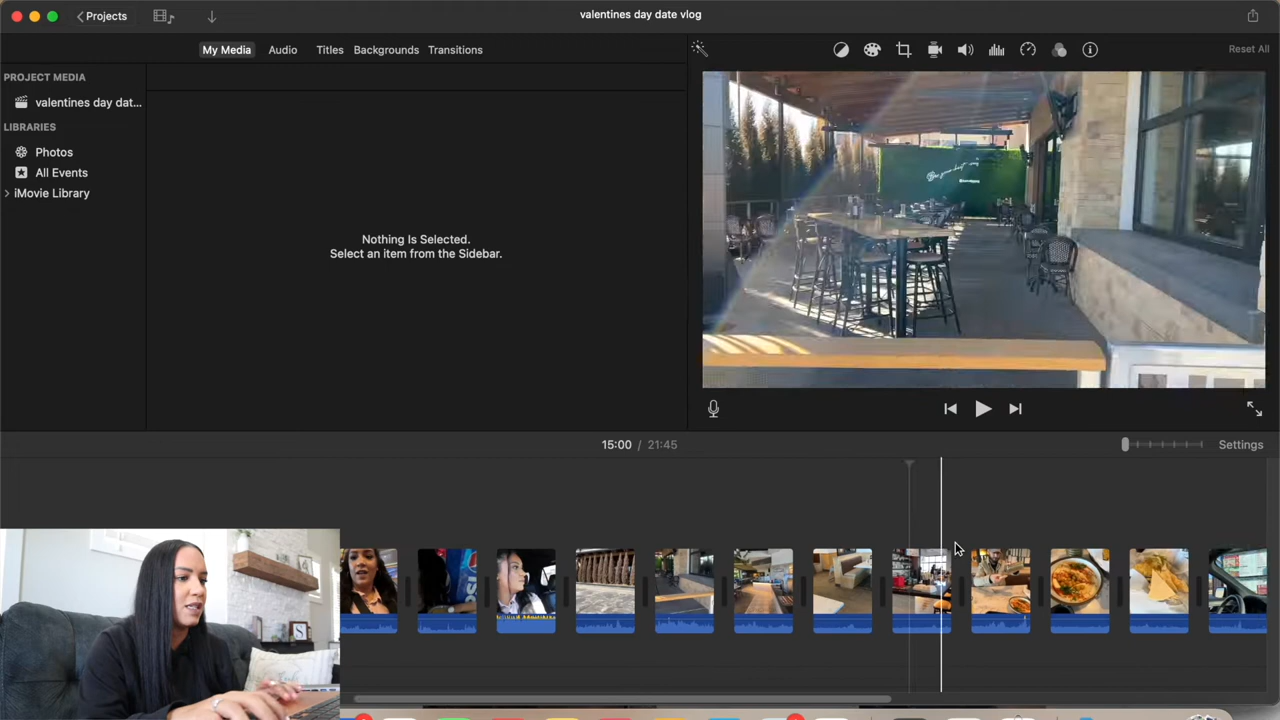 Projects
valentines day date vlog
My Media Audio Titles Backgrounds Transitions
Reset All
PROJECT MEDIA
valentines day dat...
LIBRARIES
Photos
All Events
iMovie Library
Nothing Is Selected.
Select an item from the Sidebar.
15:00 / 21:45
Settings